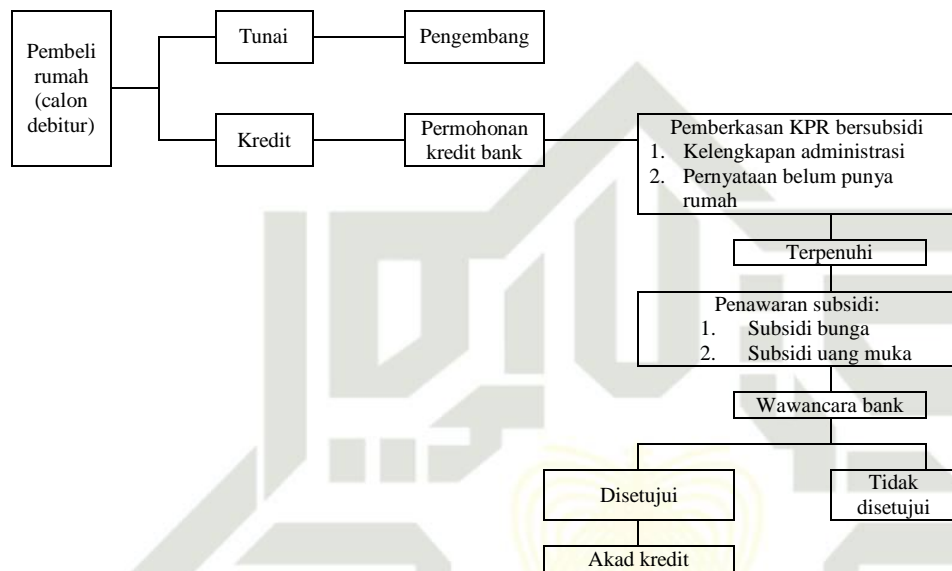 Pembeli
rumah
(calon
debitur)
Tunai
Pengembang
Kredit
Permohonan
kredit bank
Pemberkasan KPR bersubsidi
1. Kelengkapan administrasi
2. Pernyataan belum punya
rumah
Terpenuhi
Penawaran subsidi:
1. Subsidi bunga
2. Subsidi uang muka
Wawancara bank
Disetujui
Tidak
disetujui
Akad kredit